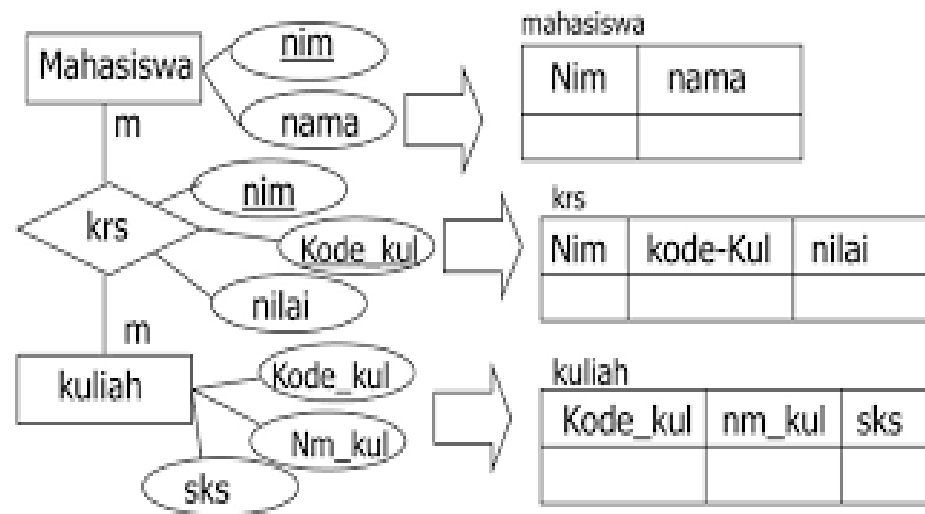 Mahasiswa
nim
nama
m
krs
nim
Kode_kul
nilai
m
kuliah
Kode_kul
Nm_kul
sks
mahasiswa
Nim nama
krs
Nim kode-Kul nilai
kuliah
Kode_kul nm_kul sks